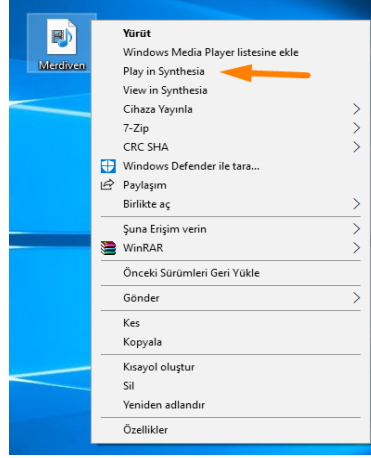 Merdiven
Yürüt
Windows Media Player listesine ekle
Play in Synthesia
View in Synthesia
Cihaza Yayınla
7-Zip
CRC SHA
Windows Defender ile tara...
Paylaşım
Birlikte aç
Şuna Erişim verin
WinRAR
Önceki Sürümleri Geri Yükle
Gönder
Kes
Kopyala
Kısayol oluştur
Sil
Yeniden adlandır
Özellikler